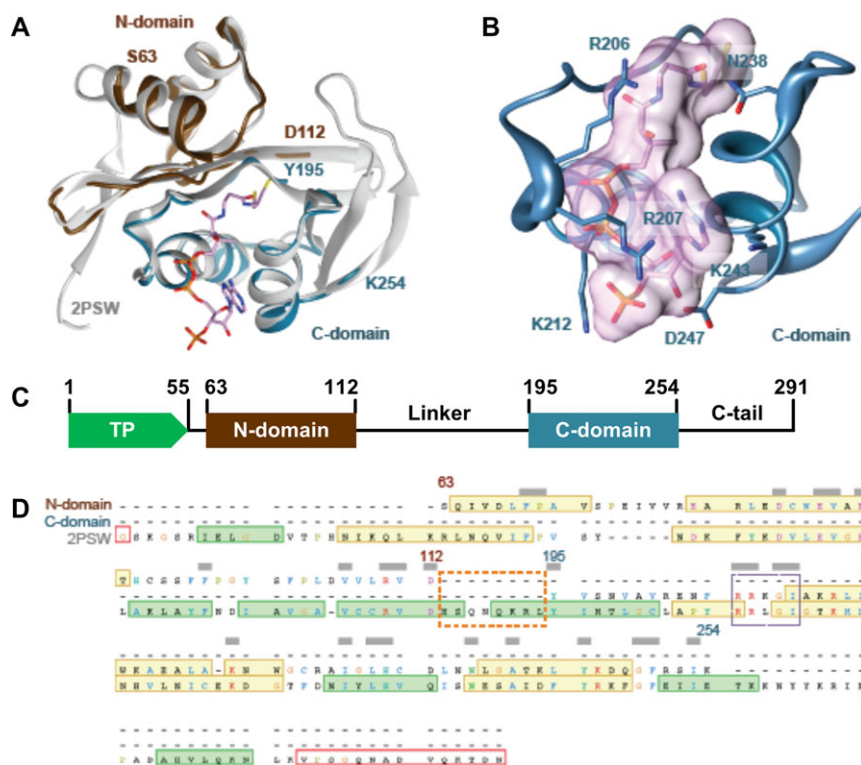 A
N-domain
S63
D112
Y195
K254
2PSW
C-domain
B
R206
N238
R207
K243
K212
D247
C-domain
C
1 55 63 112 195 254 291
TP N-domain Linker C-domain C-tail
D
63
N-domain
C-domain
2PSW
S Q I V D L F P A V S P E I V V R E A R L E D C W E V A
G S K G S R I E L G D V T P H N I K Q L K R L N Q V I F P V S Y N D K F Y K D V L E V G
112 195
T H C S S F F P G Y S F P L D V V L R V D
Y V S N H V A Y R E N F R R K G I A K R L I
L A K L A Y F N D I A V G A - V C C R V D H S Q N Q K R L Y I M T L G C L A P Y R R L G I G T K M
254
W K A E A L A - K N W G C R A I G L H C D L N N L G A T K L Y K D Q G F R S I K
N H V L N I C E K D G T F D N I Y L H V Q I S N E S A I D F Y R K F G F E I I E T K K N Y Y K R I
P A D A H V L Q K N L K V P G Q N A D V Q K T D N